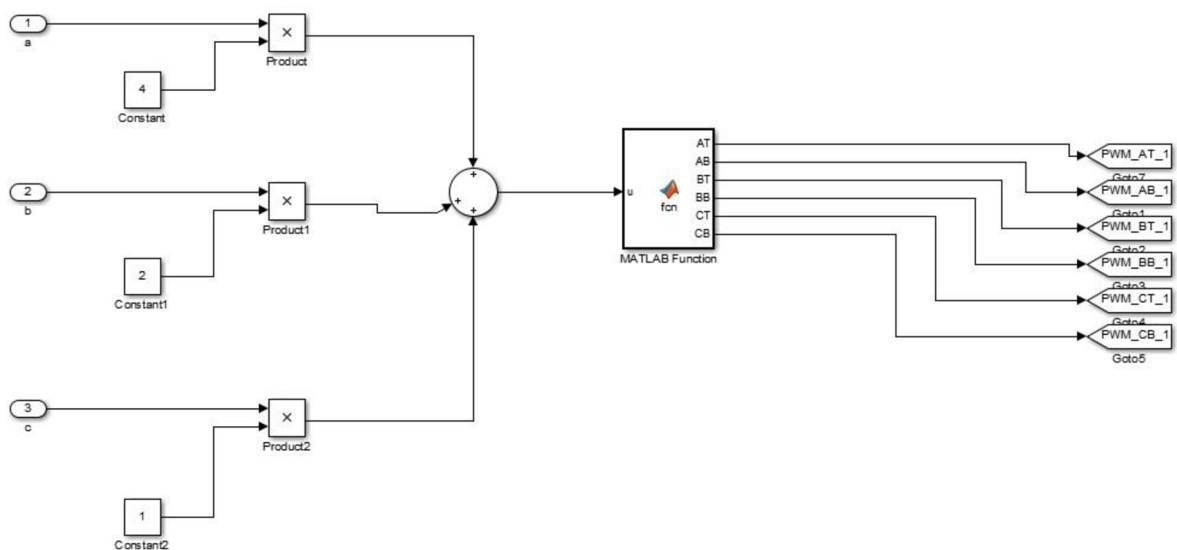 1
a
×
Product
4
Constant
AT
AB
BT
BB
CT
CB
u
fcn
MATLAB Function
PWM_AT_1
Goto7
PWM_AB_1
Goto1
PWM_BT_1
Goto2
PWM_BB_1
Goto3
PWM_CT_1
Goto4
PWM_CB_1
Goto5
2
b
×
Product1
+
+
+
2
Constant1
3
c
×
Product2
1
Constant2